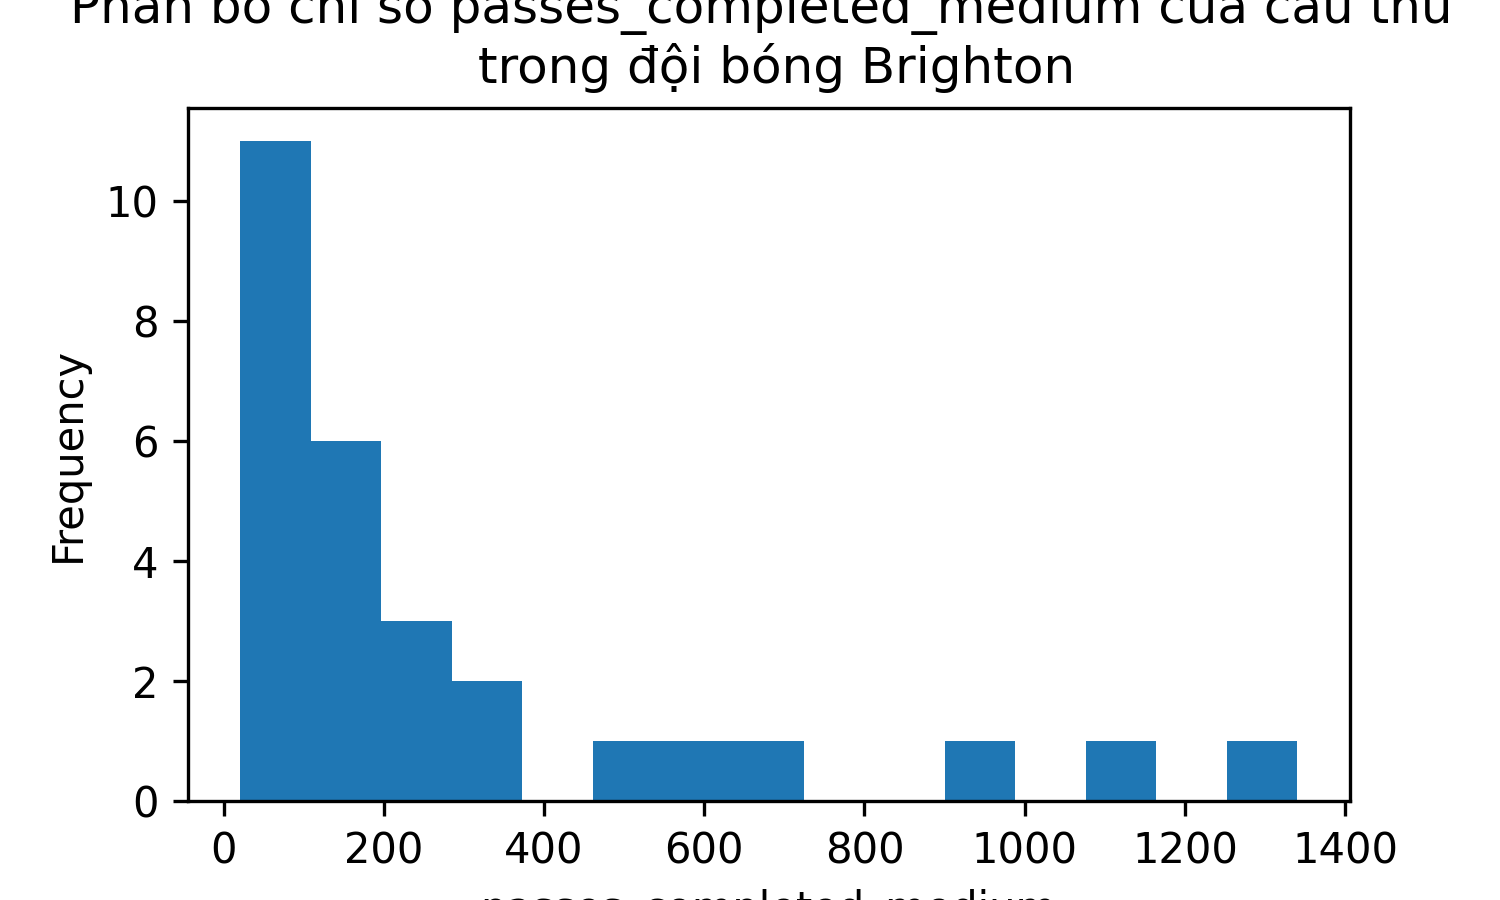 Phân bố chỉ số passes_completed_medium của cầu thủ
trong đội bóng Brighton
10
8
6
4
2
0
Frequency
0 200 400 600 800 1000 1200 1400
passes_completed_medium